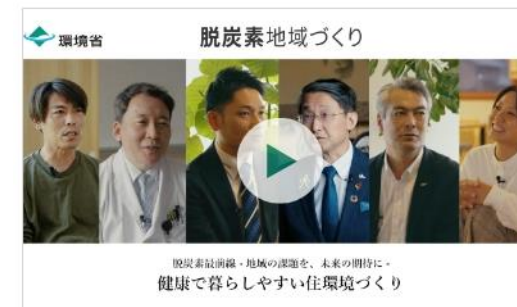 環境省
脱炭素地域づくり
脱炭素最前線 - 地域の課題を、未来の期待に -
健康で暮らしやすい住環境づくり